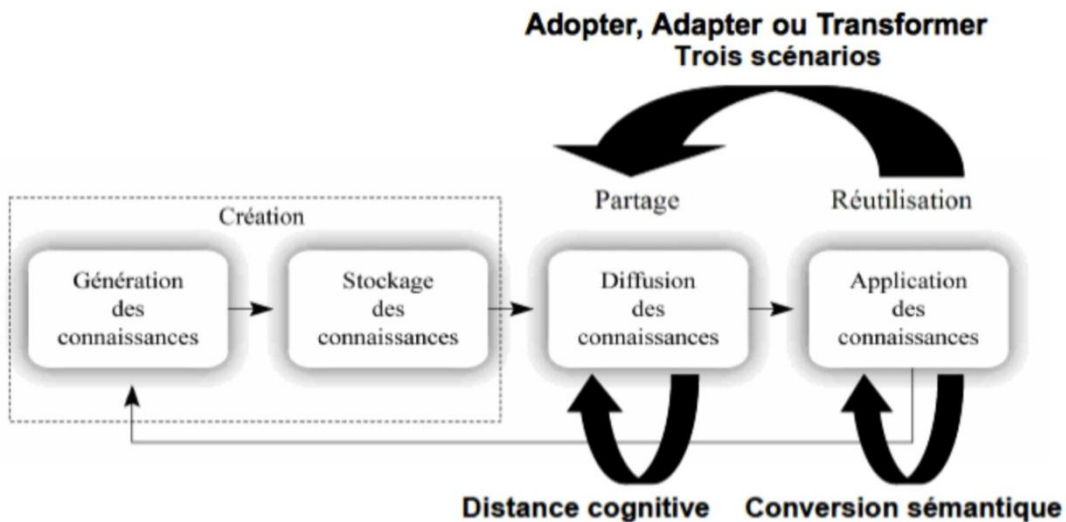 Adopter, Adapter ou Transformer
Trois scénarios
Partage
Réutilisation
Création
Génération
des
connaissances
Stockage
des
connaissances
Diffusion
des
connaissances
Application
des
connaissances
Distance cognitive
Conversion sémantique